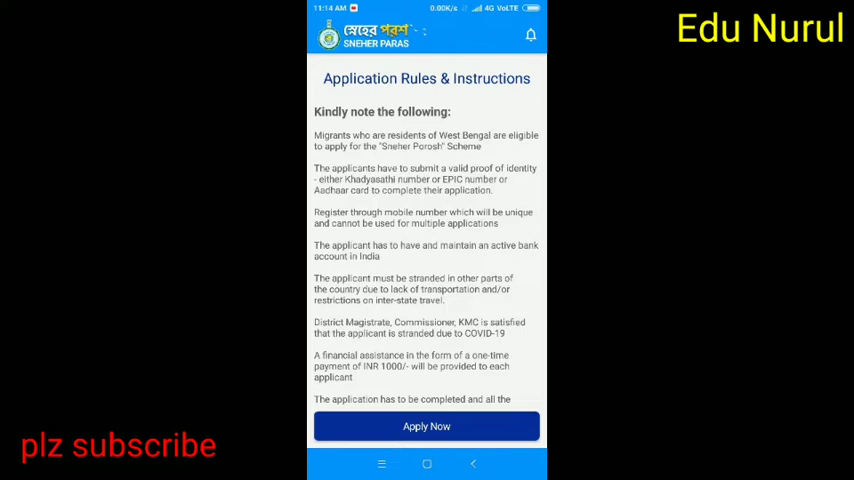 11:14 AM
0.00K/s
4G VoLTE
Edu Nurul
স্নেহের পরশ
SNEHER PARAS
Application Rules & Instructions
Kindly note the following:
Migrants who are residents of West Bengal are eligible
to apply for the "Sneher Porosh" Scheme
The applicants have to submit a valid proof of identity
- either Khadyasathi number or EPIC number or
Aadhaar card to complete their application.
Register through mobile number which will be unique
and cannot be used for multiple applications
The applicant has to have and maintain an active bank
account in India
The applicant must be stranded in other parts of
the country due to lack of transportation and/or
restrictions on inter-state travel.
District Magistrate, Commissioner, KMC is satisfied
that the applicant is stranded due to COVID-19
A financial assistance in the form of a one-time
payment of INR 1000/- will be provided to each
applicant
The application has to be completed and all the
Apply Now
plz subscribe